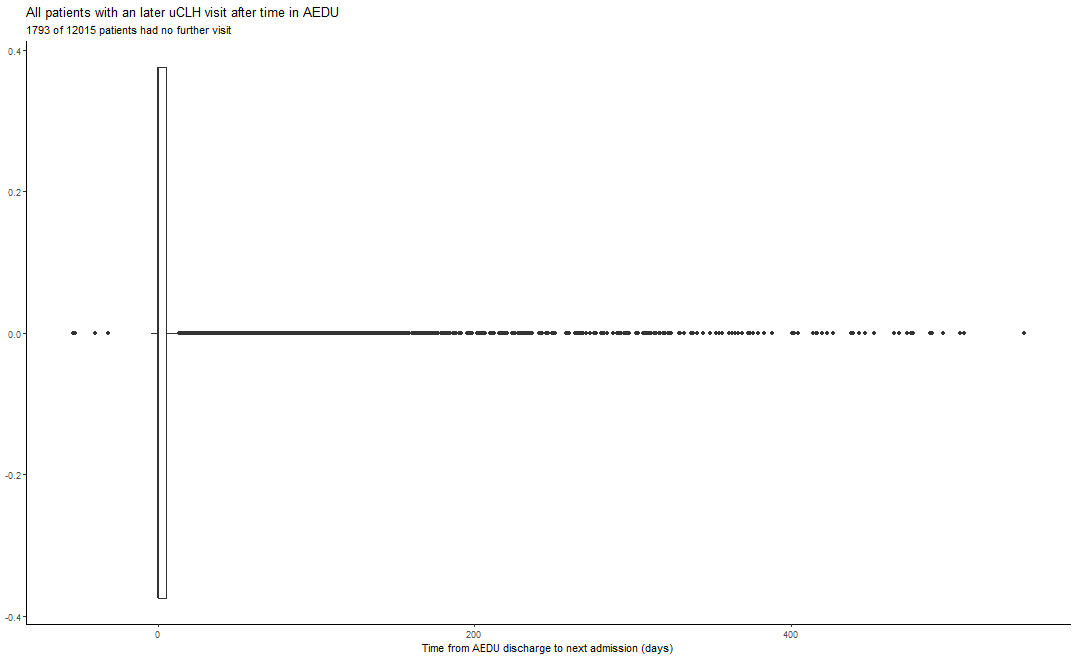 All patients with an later uCLH visit after time in AEDU
1793 of 12015 patients had no further visit
0.4
0.2
0.0
-0.2
-0.4
0
200
400
Time from AEDU discharge to next admission (days)